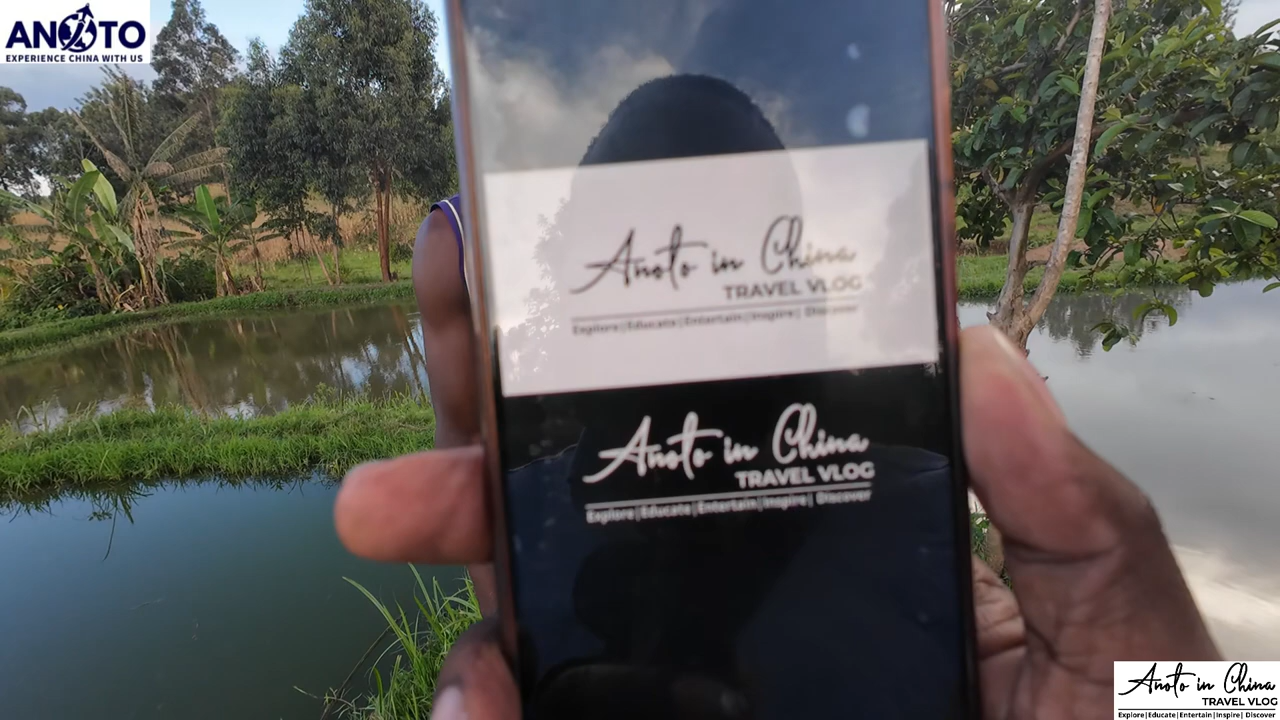 ANOTO
EXPERIENCE CHINA WITH US
Anoto in China
TRAVEL VLOG
Explore|Educate|Entertain|Inspire| Discover
Anoto in China
TRAVEL VLOG
Explore|Educate|Entertain|Inspire| Discover
Anoto in China
TRAVEL VLOG
Explore|Educate|Entertain|Inspire| Discover